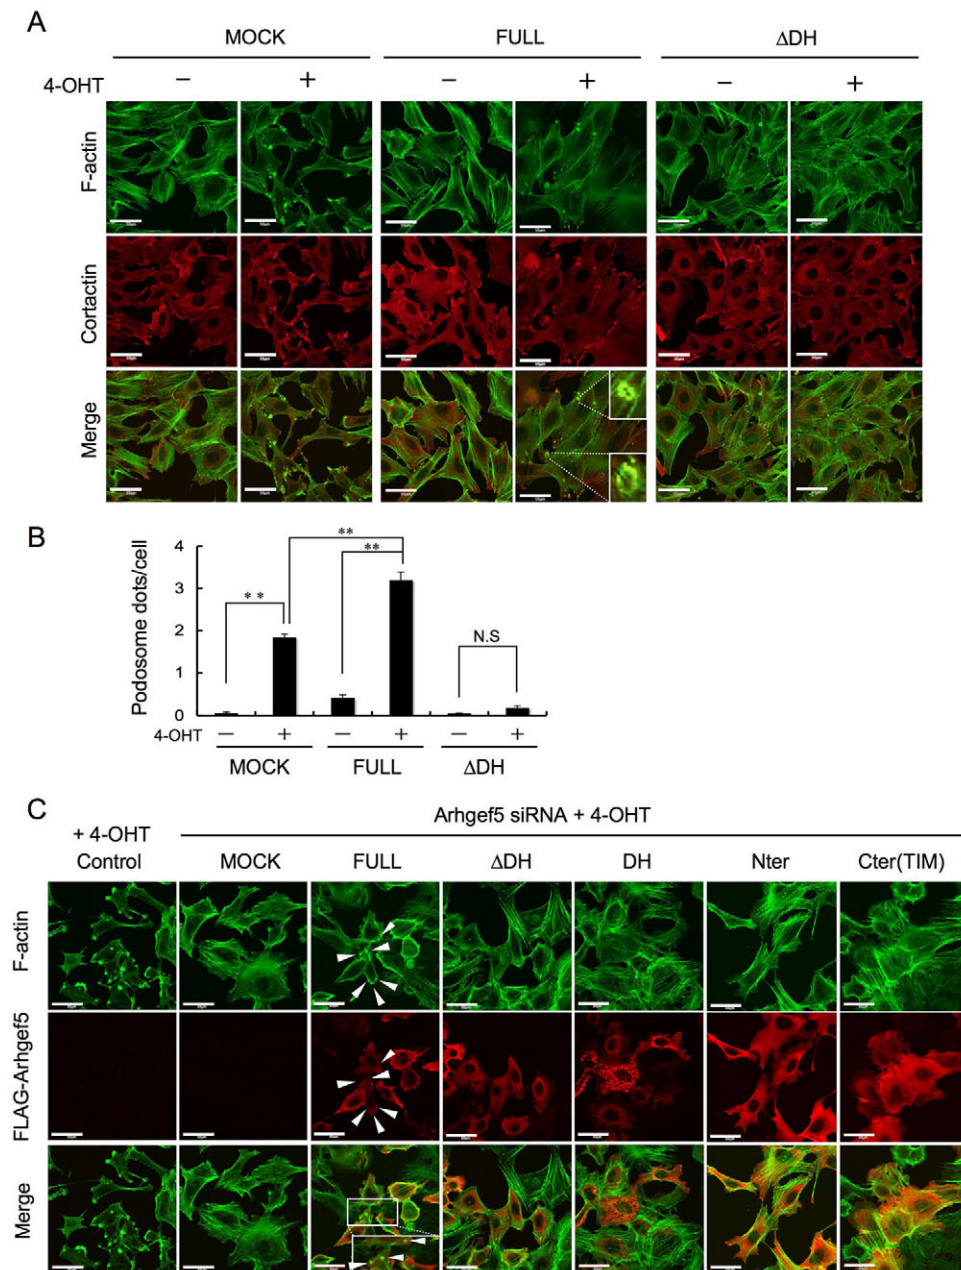 A
MOCK FULL ΔDH
4-OHT − + − + − +
F-actin
Cortactin
Merge
B
Podosome dots/cell
4
3
2
1
0
**
**
**
N.S
4-OHT − + − + − +
MOCK FULL ΔDH
C
Arhgef5 siRNA + 4-OHT
+ 4-OHT
Control MOCK FULL ΔDH DH Nter Cter(TIM)
F-actin
FLAG-Arhgef5
Merge